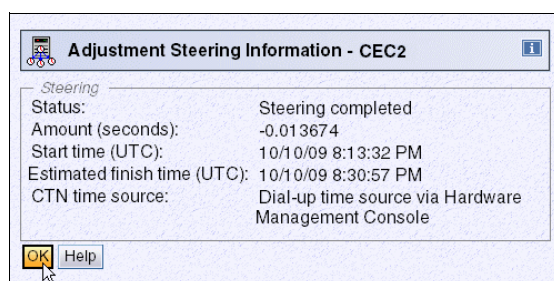 Adjustment Steering Information - CEC2
i
Steering
Status: Steering completed
Amount (seconds): -0.013674
Start time (UTC): 10/10/09 8:13:32 PM
Estimated finish time (UTC): 10/10/09 8:30:57 PM
CTN time source: Dial-up time source via Hardware
Management Console
OK Help